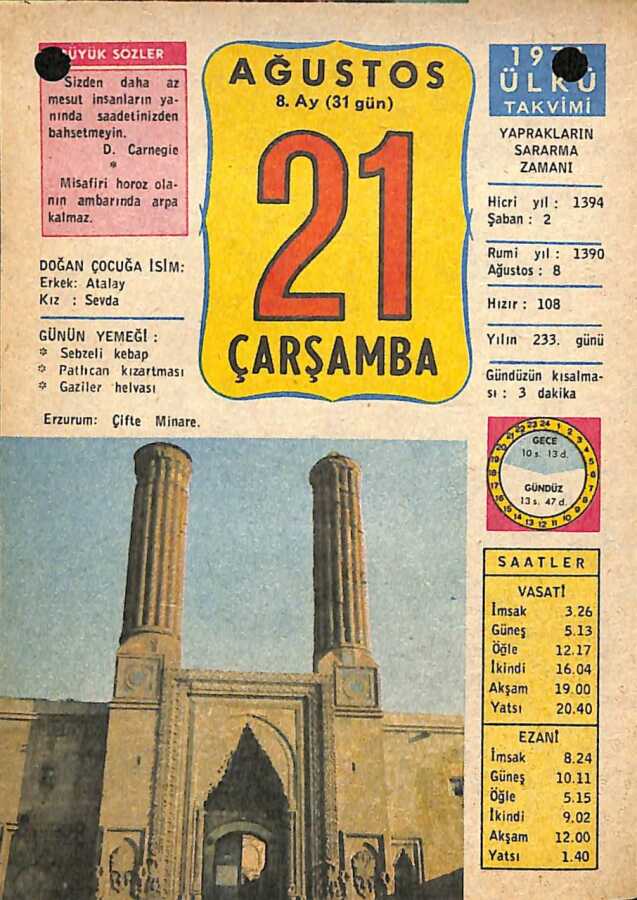 BÜYÜK SÖZLER
Sizden daha az
mesut insanların ya-
nında saadetinizden
bahsetmeyin.
D. Carnegie
*
Misafiri horoz ola-
nın ambarında arpa
kalmaz.
DOĞAN ÇOCUĞA İSİM:
Erkek: Atalay
Kız : Sevda
GÜNÜN YEMEĞİ :
* Sebzeli kebap
* Patlıcan kızartması
* Gaziler helvası
Erzurum: Çifte Minare.
AĞUSTOS
8. Ay (31 gün)
21
ÇARŞAMBA
ÜLKÜ
TAKVİMİ
YAPRAKLARIN
SARARMA
ZAMANI
Hicri yıl : 1394
Şaban : 2
Rumi yıl : 1390
Ağustos : 8
Hızır : 108
Yılın 233. günü
Gündüzün kısalma-
sı : 3 dakika
GECE
10 s. 13 d.
GÜNDÜZ
13 s. 47 d.
SAATLER
VASATİ
İmsak 3.26
Güneş 5.13
Öğle 12.17
İkindi 16.04
Akşam 19.00
Yatsı 20.40
EZANİ
İmsak 8.24
Güneş 10.11
Öğle 5.15
İkindi 9.02
Akşam 12.00
Yatsı 1.40